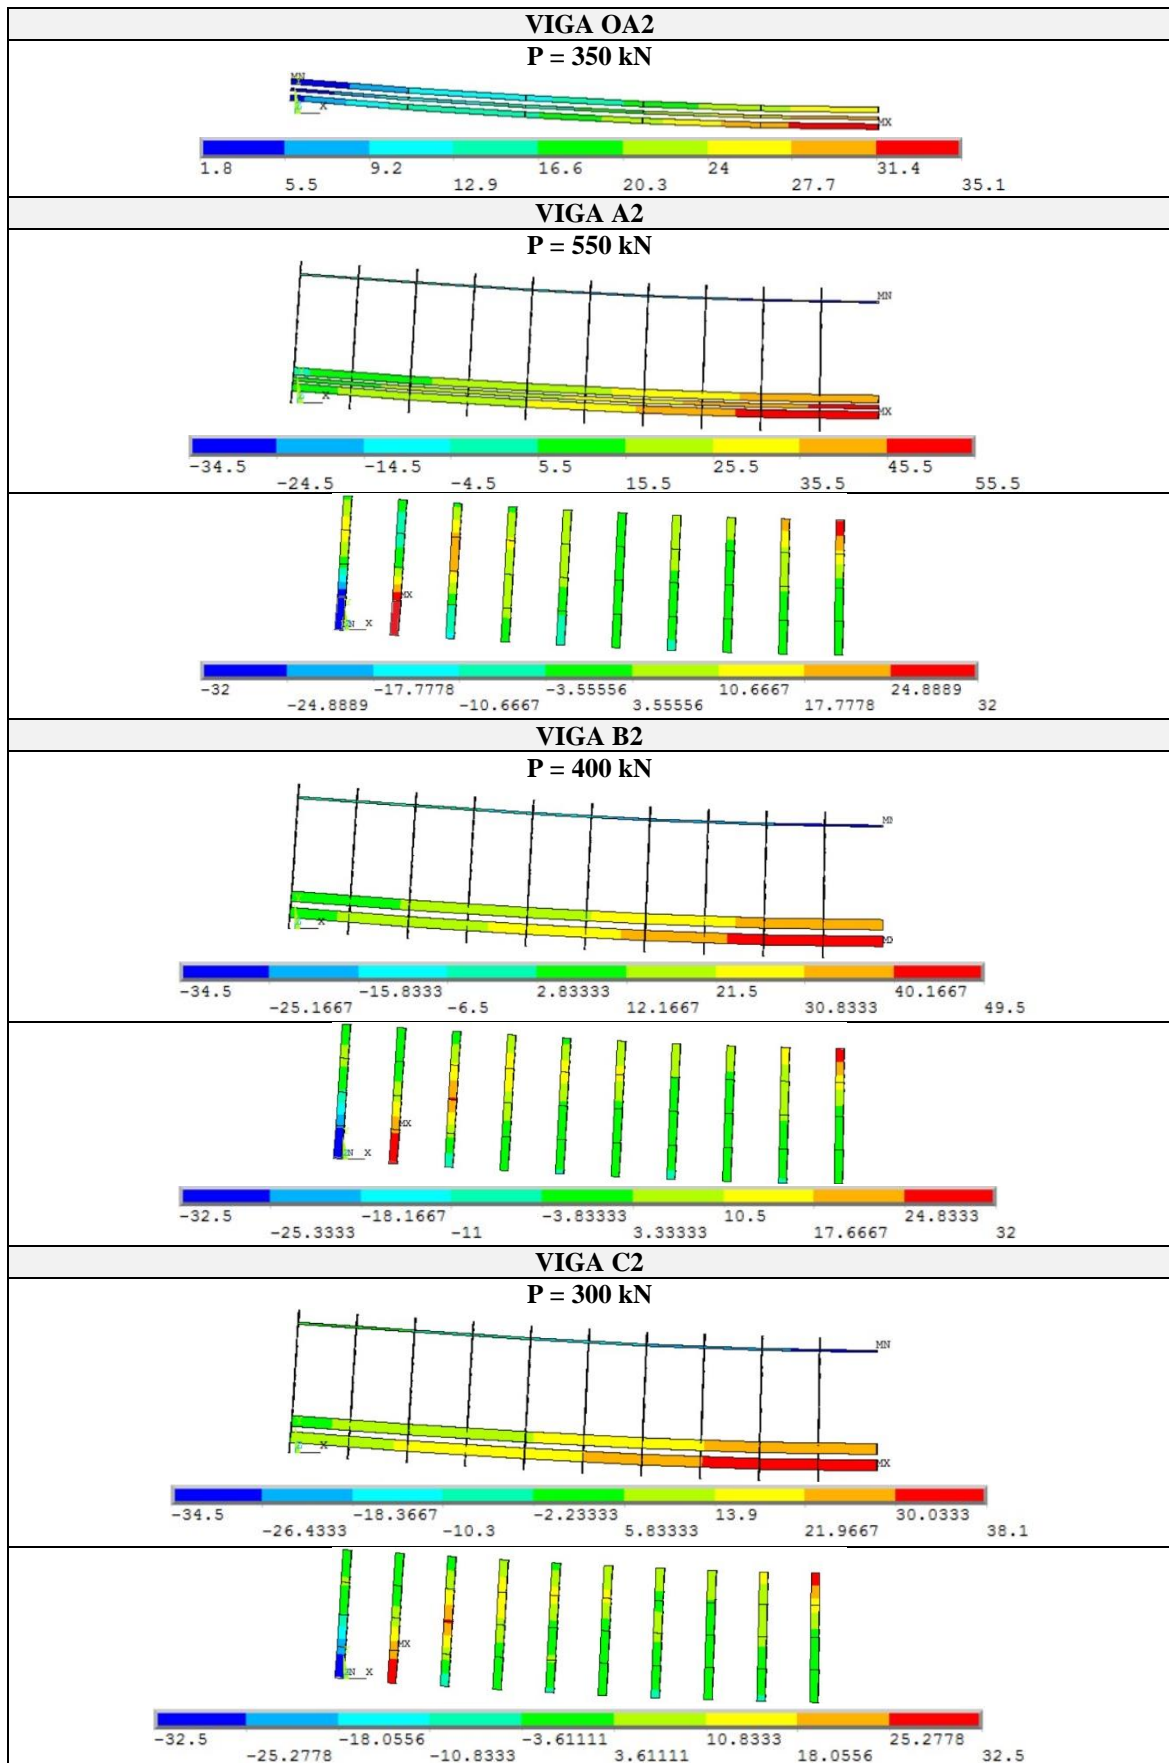 VIGA OA2
P = 350 kN
MN
X
MX
1.8 9.2 16.6 24 31.4
5.5 12.9 20.3 27.7 35.1
VIGA A2
P = 550 kN
MN
X
MX
-34.5 -14.5 5.5 25.5 45.5
-24.5 -4.5 15.5 35.5 55.5
MX
N X
-32 -17.7778 -3.55556 10.6667 24.8889
-24.8889 -10.6667 3.55556 17.7778 32
VIGA B2
P = 400 kN
X
-34.5 -15.8333 2.83333 21.5 40.1667
-25.1667 -6.5 12.1667 30.8333 49.5
MX
N X
-32.5 -18.1667 -3.83333 10.5 24.8333
-25.3333 -11 3.33333 17.6667 32
VIGA C2
P = 300 kN
MN
X
MX
-34.5 -18.3667 -2.23333 13.9 30.0333
-26.4333 -10.3 5.83333 21.9667 38.1
MX
N X
-32.5 -18.0556 -3.61111 10.8333 25.2778
-25.2778 -10.8333 3.61111 18.0556 32.5